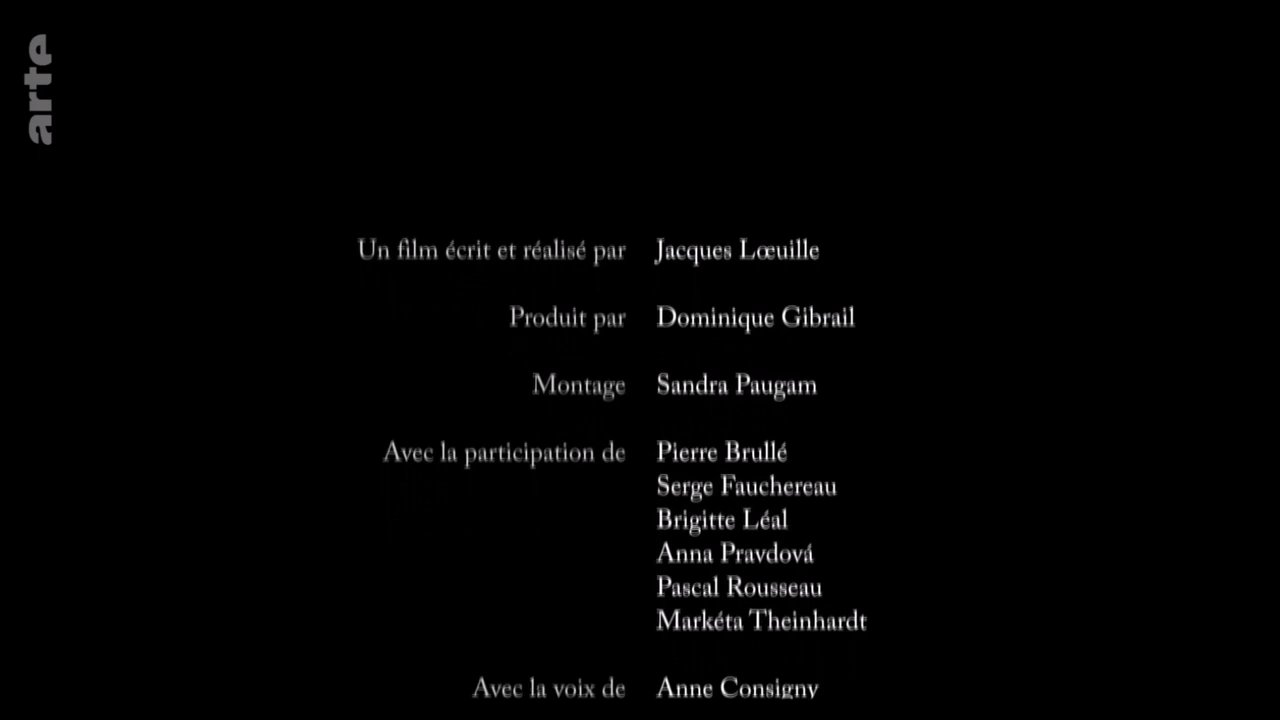 arte
Un film écrit et réalisé par Jacques Lœuille
Produit par Dominique Gibrail
Montage Sandra Paugam
Avec la participation de Pierre Brullé
Serge Fauchereau
Brigitte Léal
Anna Pravdová
Pascal Rousseau
Markéta Theinhardt
Avec la voix de Anne Consigny